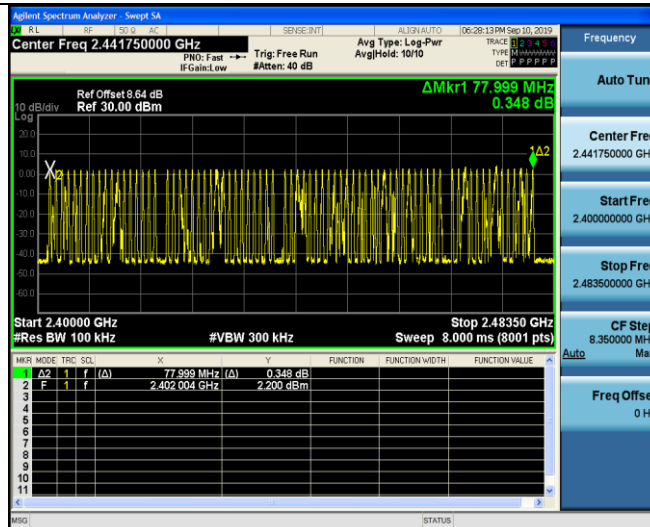 Agilent Spectrum Analyzer - Swept SA
RL RF 50 Ω AC SENSE:INT ALIGN AUTO 06:28:13 PM Sep 10, 2019
Center Freq 2.441750000 GHz
PNO: Fast
IFGain:Low
Trig: Free Run
#Atten: 40 dB
Avg Type: Log-Pwr
Avg|Hold: 10/10
TRACE 1 2 3 4 5 6
TYPE M
DET P P P P P P
Ref Offset 8.64 dB
Ref 30.00 dBm
10 dB/div
Log
ΔMkr1 77.999 MHz
0.348 dB
20.0
10.0
0.00
-10.0
-20.0
-30.0
-40.0
-50.0
-60.0
X2
1Δ2
Start 2.40000 GHz
#Res BW 100 kHz
#VBW 300 kHz
Stop 2.48350 GHz
Sweep 8.000 ms (8001 pts)
MKR MODE TRC SCL X Y FUNCTION FUNCTION WIDTH FUNCTION VALUE
1 Δ2 1 f (Δ) 77.999 MHz (Δ) 0.348 dB
2 F 1 f 2.402 004 GHz 2.200 dBm
3
4
5
6
7
8
9
10
11
MSG STATUS
Frequency
Auto Tun
Center Fre
2.441750000 GH
Start Fre
2.400000000 GH
Stop Fre
2.483500000 GH
CF Step
8.350000 MH
Auto Ma
Freq Offse
0 H